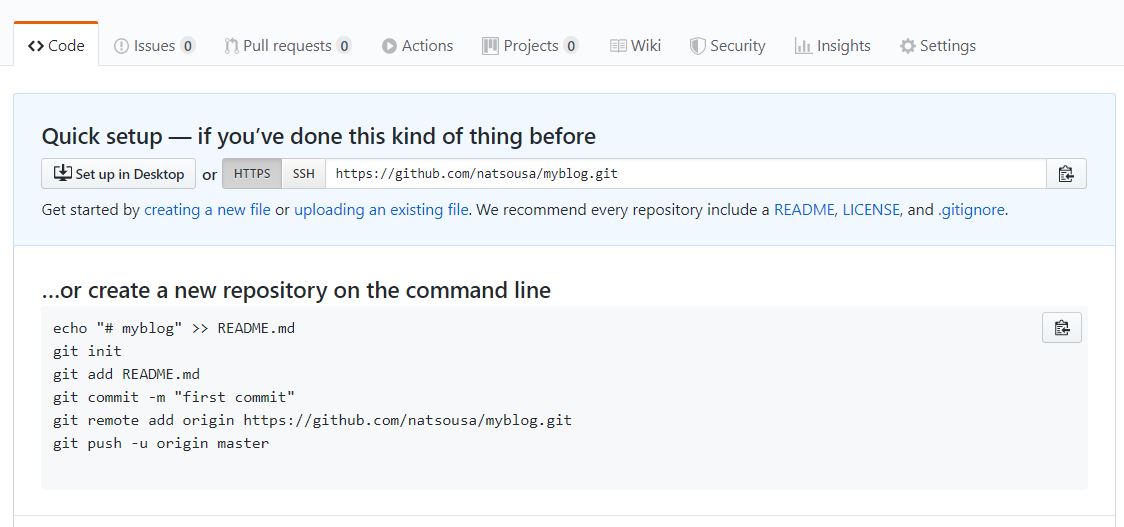 Code Issues 0 Pull requests 0 Actions Projects 0 Wiki Security Insights Settings
Quick setup — if you’ve done this kind of thing before
Set up in Desktop or HTTPS SSH https://github.com/natsousa/myblog.git
Get started by creating a new file or uploading an existing file. We recommend every repository include a README, LICENSE, and .gitignore.
…or create a new repository on the command line
echo "# myblog" >> README.md
git init
git add README.md
git commit -m "first commit"
git remote add origin https://github.com/natsousa/myblog.git
git push -u origin master